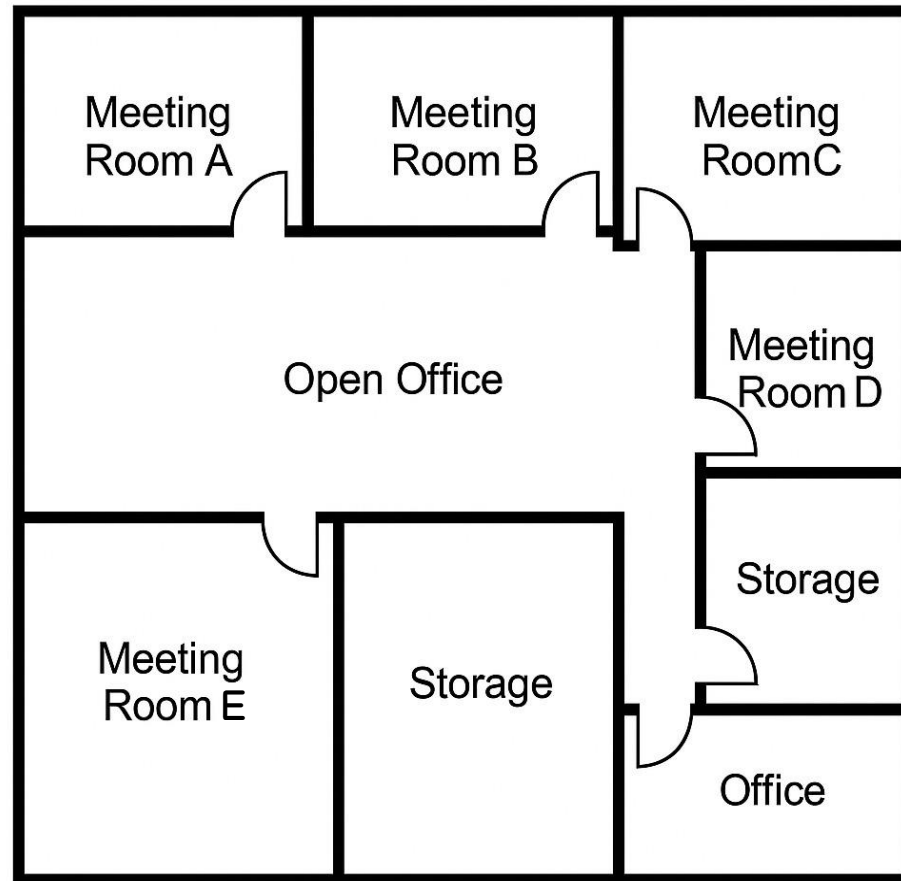 Meeting
Room A
Meeting
Room B
Meeting
RoomC
Open Office
Meeting
Room D
Storage
Meeting
Room E
Storage
Office